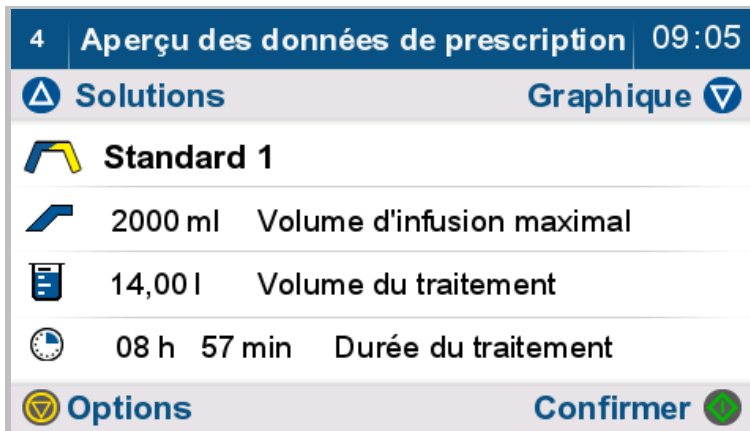 4 Aperçu des données de prescription 09:05
Solutions Graphique
Standard 1
2000 ml Volume d'infusion maximal
14,00 l Volume du traitement
08 h 57 min Durée du traitement
Options Confirmer